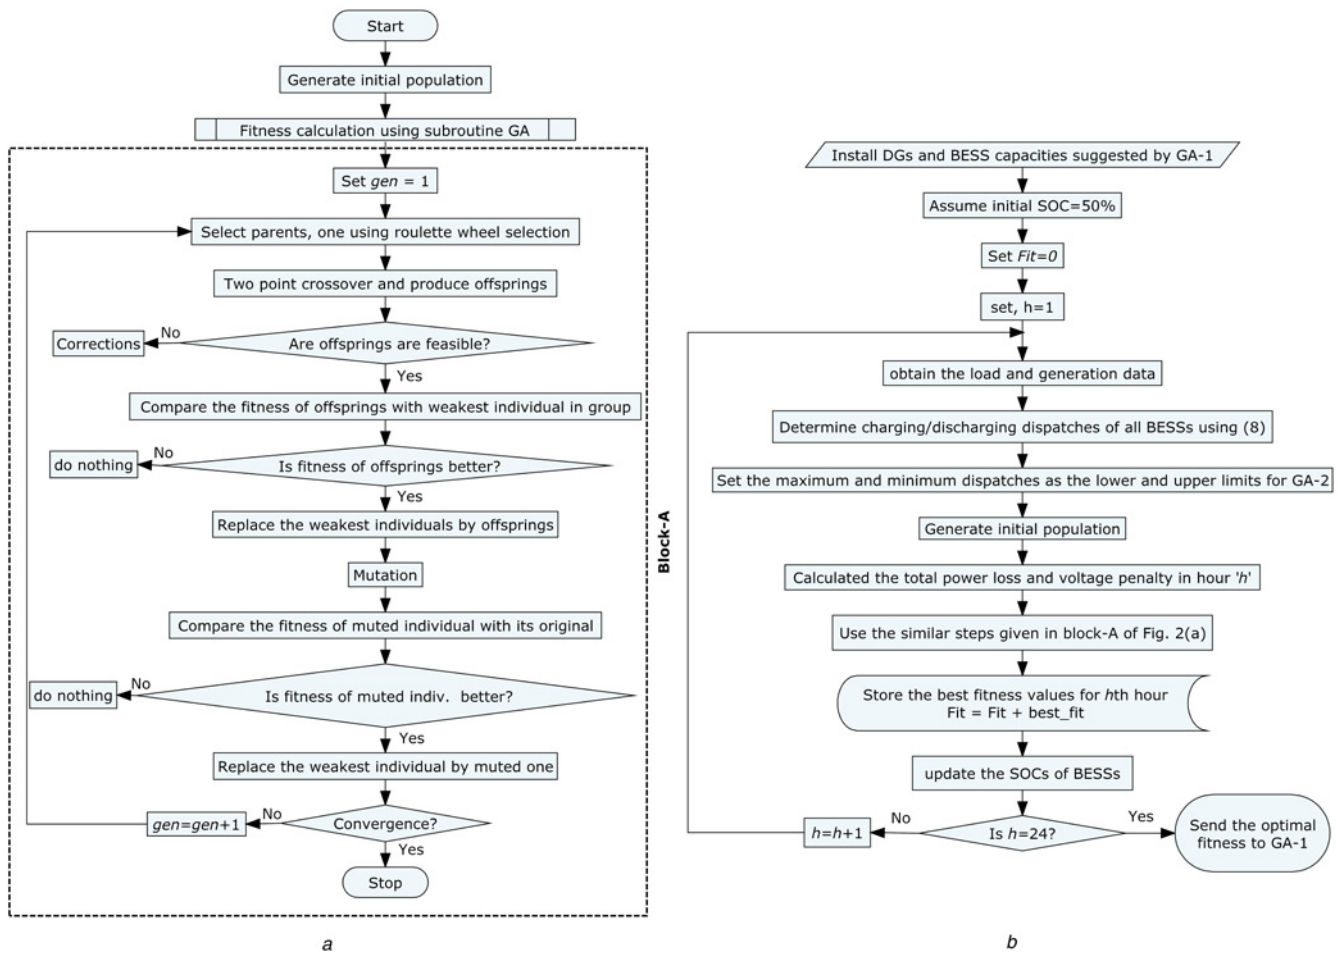 Start
Generate initial population
Fitness calculation using subroutine GA
Set gen = 1
Select parents, one using roulette wheel selection
Two point crossover and produce offsprings
Are offsprings are feasible?
No
Corrections
Yes
Compare the fitness of offsprings with weakest individual in group
Is fitness of offsprings better?
No
do nothing
Yes
Replace the weakest individuals by offsprings
Mutation
Compare the fitness of muted individual with its original
Is fitness of muted indiv. better?
No
do nothing
Yes
Replace the weakest individual by muted one
Convergence?
No
gen=gen+1
Yes
Stop
Block-A
a
Install DGs and BESS capacities suggested by GA-1
Assume initial SOC=50%
Set Fit=0
set, h=1
obtain the load and generation data
Determine charging/discharging dispatches of all BESSs using (8)
Set the maximum and minimum dispatches as the lower and upper limits for GA-2
Generate initial population
Calculated the total power loss and voltage penalty in hour 'h'
Use the similar steps given in block-A of Fig. 2(a)
Store the best fitness values for hth hour
Fit = Fit + best_fit
update the SOCs of BESSs
Is h=24?
No
h=h+1
Yes
Send the optimal
fitness to GA-1
b